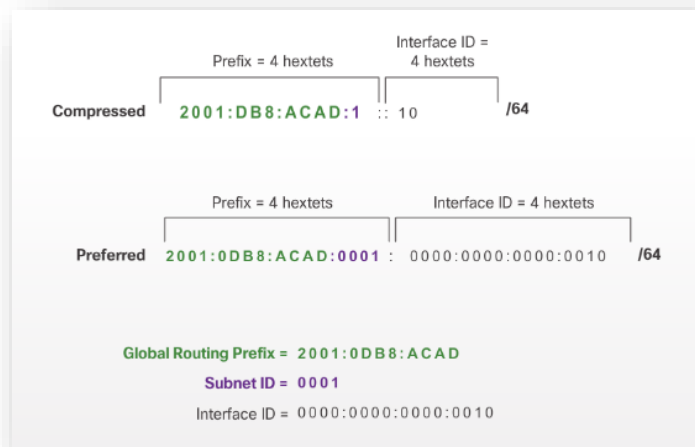 Prefix = 4 hextets
Interface ID =
4 hextets
Compressed 2001:DB8:ACAD:1 :: 10 /64
Prefix = 4 hextets Interface ID = 4 hextets
Preferred 2001:0DB8:ACAD:0001 : 0000:0000:0000:0010 /64
Global Routing Prefix = 2001:0DB8:ACAD
Subnet ID = 0001
Interface ID = 0000:0000:0000:0010